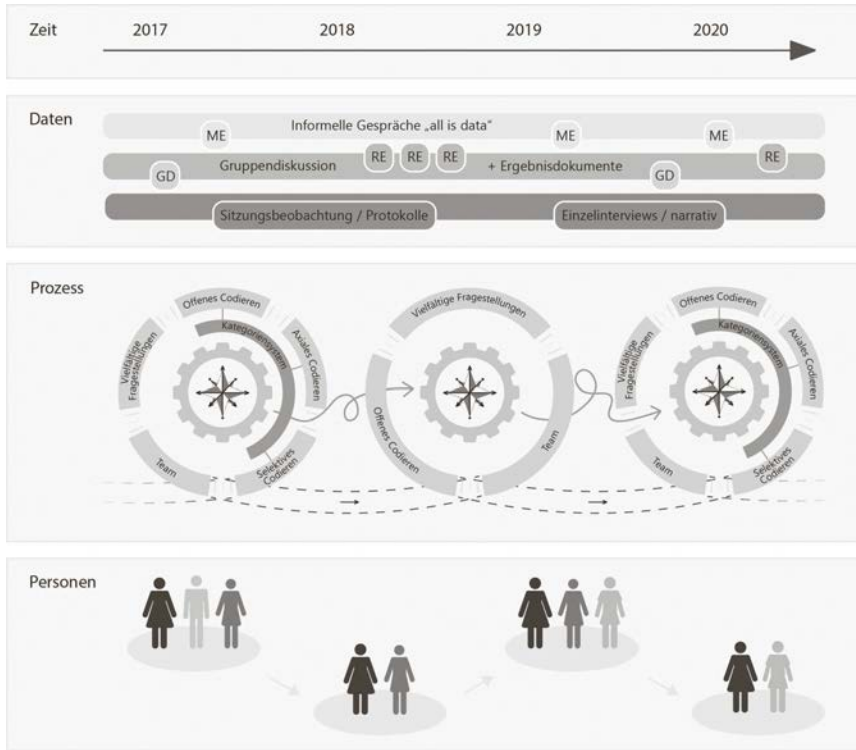 Zeit
2017 2018 2019 2020
Daten
Informelle Gespräche „all is data“
ME ME ME
Gruppendiskussion
RE RE RE
+ Ergebnisdokumente
RE
GD GD
Sitzungsbeobachtung / Protokolle
Einzelinterviews / narrativ
Prozess
Offenes Codieren
Kategoriensystem
Axiales Codieren
Vielfältige
Fragestellungen
Team
Selektives
Codieren
Vielfältige Fragestellungen
Offenes Codieren
Team
Offenes Codieren
Kategoriensystem
Axiales Codieren
Vielfältige
Fragestellungen
Team
Selektives
Codieren
Personen